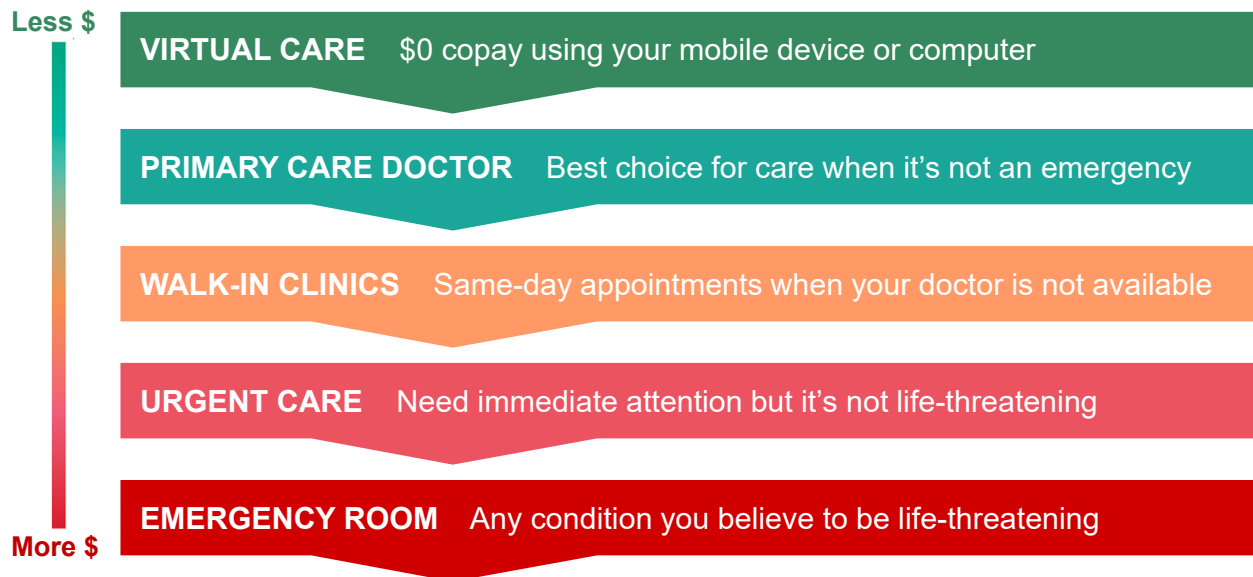 Less $
VIRTUAL CARE $0 copay using your mobile device or computer
PRIMARY CARE DOCTOR Best choice for care when it’s not an emergency
WALK-IN CLINICS Same-day appointments when your doctor is not available
URGENT CARE Need immediate attention but it’s not life-threatening
EMERGENCY ROOM Any condition you believe to be life-threatening
More $